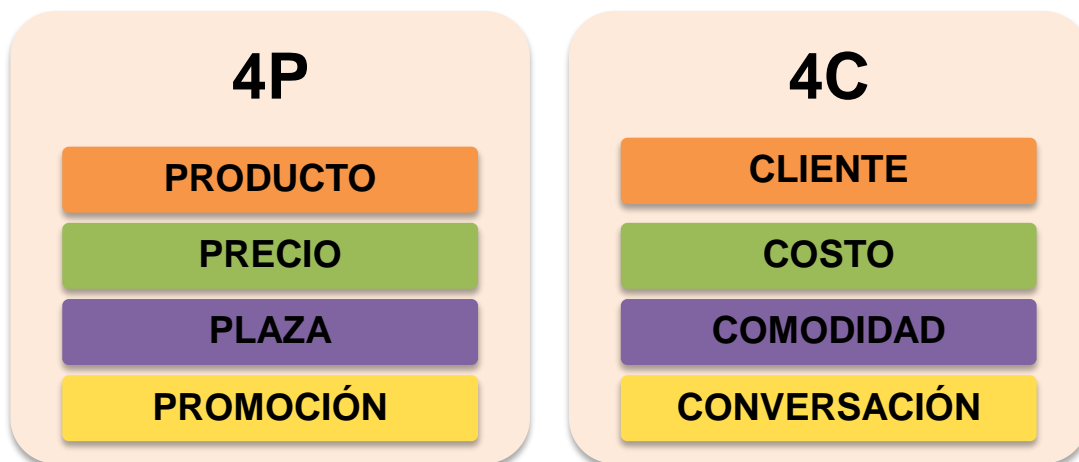 4P
PRODUCTO
PRECIO
PLAZA
PROMOCIÓN
4C
CLIENTE
COSTO
COMODIDAD
CONVERSACIÓN